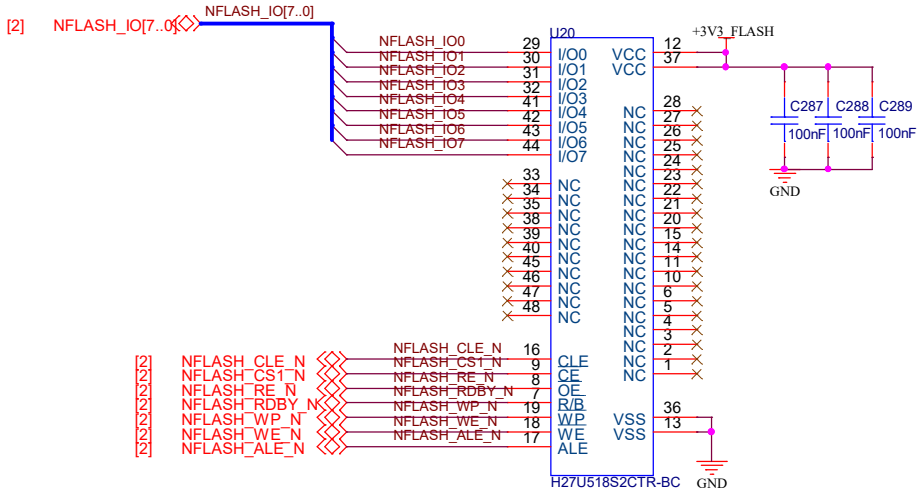 [2] NFLASH_IO[7..0] NFLASH_IO[7..0]
U20
+3V3_FLASH
NFLASH_IO0 29 I/O0 VCC 12
NFLASH_IO1 30 I/O1 VCC 37
NFLASH_IO2 31 I/O2
NFLASH_IO3 32 I/O3
NFLASH_IO4 41 I/O4 NC 28
NFLASH_IO5 42 I/O5 NC 27
NFLASH_IO6 43 I/O6 NC 26
NFLASH_IO7 44 I/O7 NC 25
NC 24
33 NC NC 23
34 NC NC 22
35 NC NC 21
38 NC NC 20
39 NC NC 15
40 NC NC 14
45 NC NC 11
46 NC NC 10
47 NC NC 6
48 NC NC 5
NC 4
NC 3
NC 2
NC 1
C287 C288 C289
100nF 100nF 100nF
GND
[2] NFLASH_CLE_N NFLASH_CLE_N 16 CLE
[2] NFLASH_CS1_N NFLASH_CS1_N 9 CE
[2] NFLASH_RE_N NFLASH_RE_N 8 OE
[2] NFLASH_RDBY_N NFLASH_RDBY_N 7 R/B
[2] NFLASH_WP_N NFLASH_WP_N 19 WP VSS 36
[2] NFLASH_WE_N NFLASH_WE_N 18 WE VSS 13
[2] NFLASH_ALE_N NFLASH_ALE_N 17 ALE
H27U518S2CTR-BC
GND